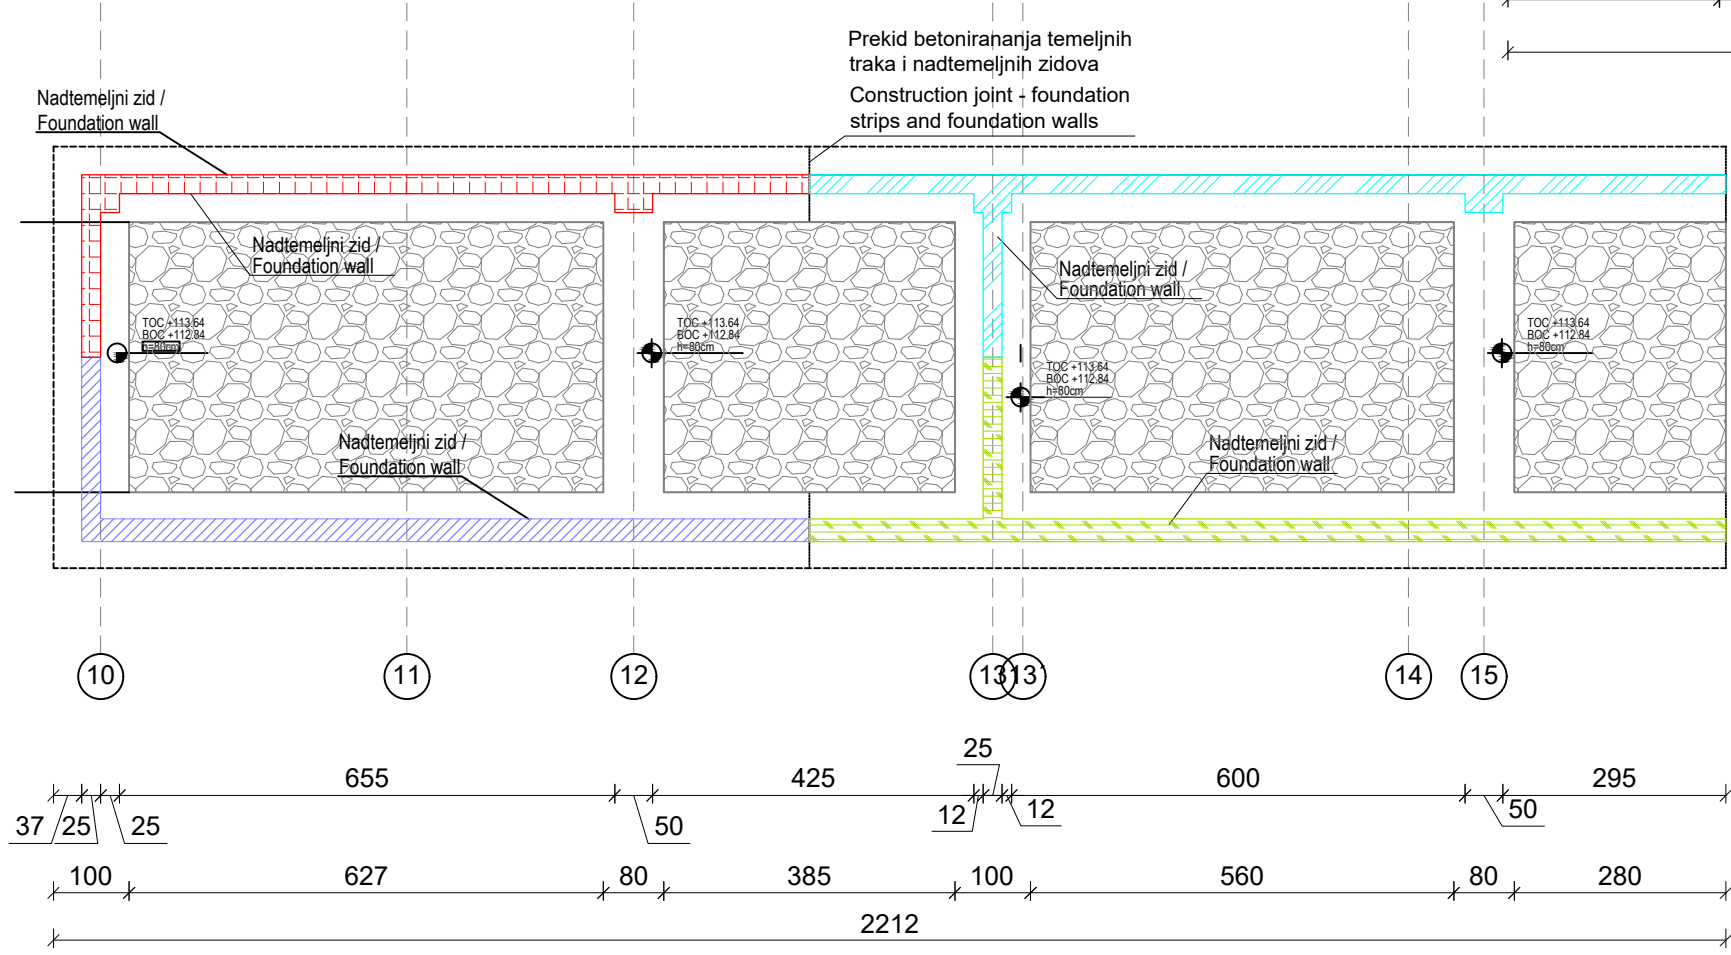 Prekid betonirananja temeljnih
traka i nadtemeljnih zidova
Construction joint - foundation
strips and foundation walls
Nadtemeljni zid /
Foundation wall
Nadtemeljni zid /
Foundation wall
Nadtemeljni zid /
Foundation wall
TOC +113.64
BOC +112.84
h=80cm
TOC +113.64
BOC +112.84
h=80cm
TOC +113.64
BOC +112.84
h=80cm
TOC +113.64
BOC +112.84
h=80cm
Nadtemeljni zid /
Foundation wall
Nadtemeljni zid /
Foundation wall
10
11
12
13
13'
14
15
25
655
425
600
295
37
25
25
50
12
12
50
100
627
80
385
100
560
80
280
2212